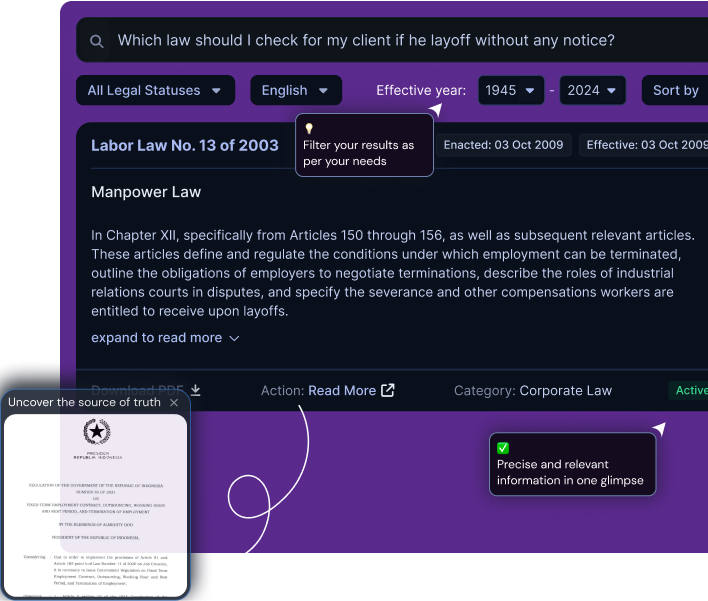 Which law should I check for my client if he layoff without any notice?
All Legal Statuses
English
Effective year:
1945
-
2024
Sort by
Filter your results as
per your needs
Labor Law No. 13 of 2003
Enacted: 03 Oct 2009
Effective: 03 Oct 2009
Manpower Law
In Chapter XII, specifically from Articles 150 through 156, as well as subsequent relevant articles.
These articles define and regulate the conditions under which employment can be terminated,
outline the obligations of employers to negotiate terminations, describe the roles of industrial
relations courts in disputes, and specify the severance and other compensations workers are
entitled to receive upon layoffs.
expand to read more
Download PDF
Action: Read More
Category: Corporate Law
Active
Uncover the source of truth
PRESIDEN
REPUBLIK INDONESIA
REGULATION OF THE GOVERNMENT OF THE REPUBLIC OF INDONESIA
NUMBER 35 OF 2021
ON
FIXED TERM EMPLOYMENT CONTRACT, OUTSOURCING, WORKING HOUR
AND REST PERIOD, AND TERMINATION OF EMPLOYMENT
BY THE BLESSINGS OF ALMIGHTY GOD
PRESIDENT OF THE REPUBLIC OF INDONESIA,
Considering : that in order to implement the provisions of Article 81 and
Article 185 point b of Law Number 11 of 2020 on Job Creation,
it is necessary to issue Government Regulation on Fixed Term
Employment Contract, Outsourcing, Working Hour and Rest
Period, and Termination of Employment;
Precise and relevant
information in one glimpse